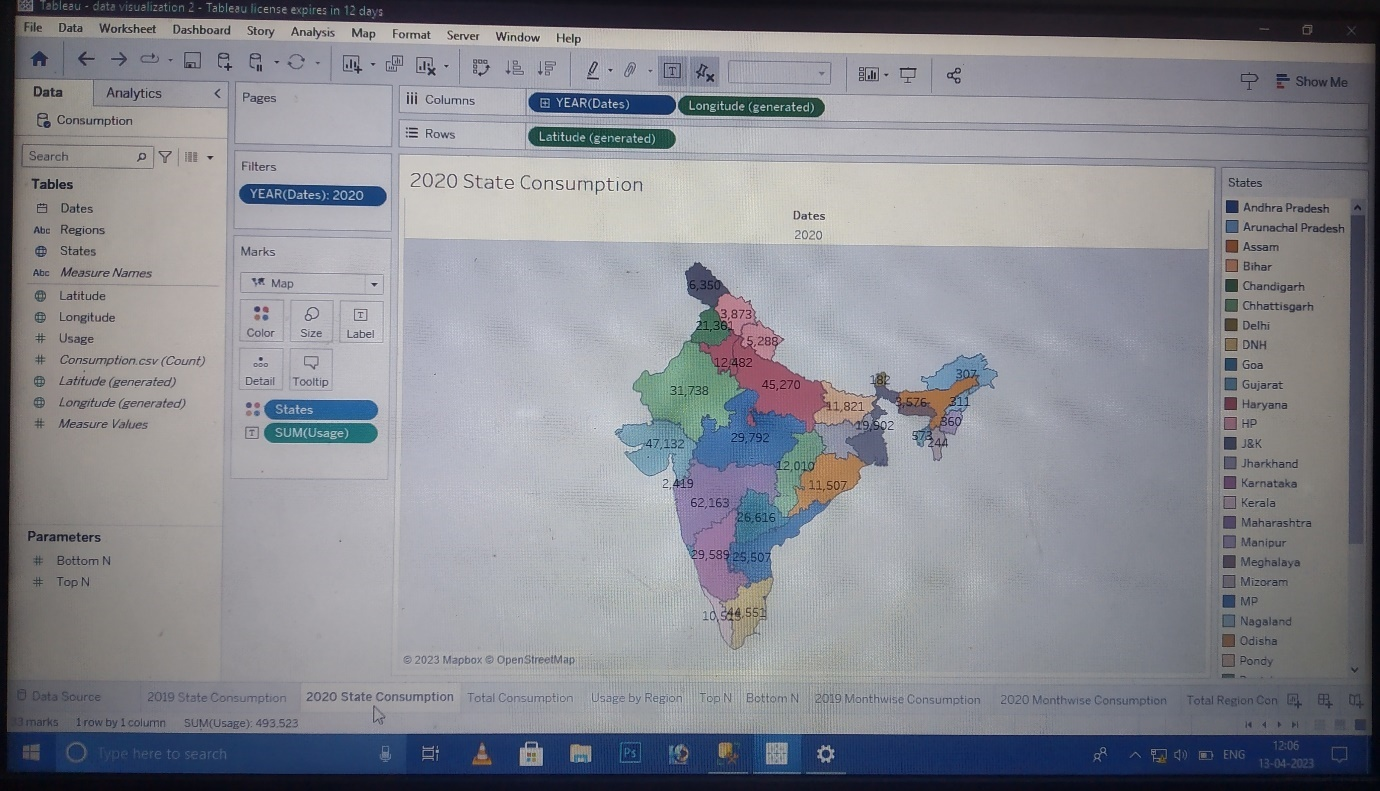 Tableau - data visualization 2 - Tableau license expires in 12 days
File Data Worksheet Dashboard Story Analysis Map Format Server Window Help
Show Me
Data Analytics
Consumption
Search
Tables
Dates
Abc Regions
States
Abc Measure Names
Latitude
Longitude
# Usage
# Consumption.csv (Count)
Latitude (generated)
Longitude (generated)
# Measure Values
Parameters
# Bottom N
# Top N
Pages
Filters
YEAR(Dates): 2020
Marks
Map
Color Size Label
Detail Tooltip
States
SUM(Usage)
Columns YEAR(Dates) Longitude (generated)
Rows Latitude (generated)
2020 State Consumption
Dates
2020
6,350
3,873
21,361
5,288
12,482
31,738
45,270
182
307
11,821
3,576
311
19,902
360
573
244
47,132
29,792
12,010
2,419
11,507
62,163
26,616
29,589
25,507
44,551
© 2023 Mapbox © OpenStreetMap
States
Andhra Pradesh
Arunachal Pradesh
Assam
Bihar
Chandigarh
Chhattisgarh
Delhi
DNH
Goa
Gujarat
Haryana
HP
J&K
Jharkhand
Karnataka
Kerala
Maharashtra
Manipur
Meghalaya
Mizoram
MP
Nagaland
Odisha
Pondy
Data Source 2019 State Consumption 2020 State Consumption Total Consumption Usage by Region Top N Bottom N 2019 Monthwise Consumption 2020 Monthwise Consumption Total Region Con
marks 1 row by 1 column SUM(Usage): 493.523
Type here to search
Ps
ENG
12:06
13-04-2023